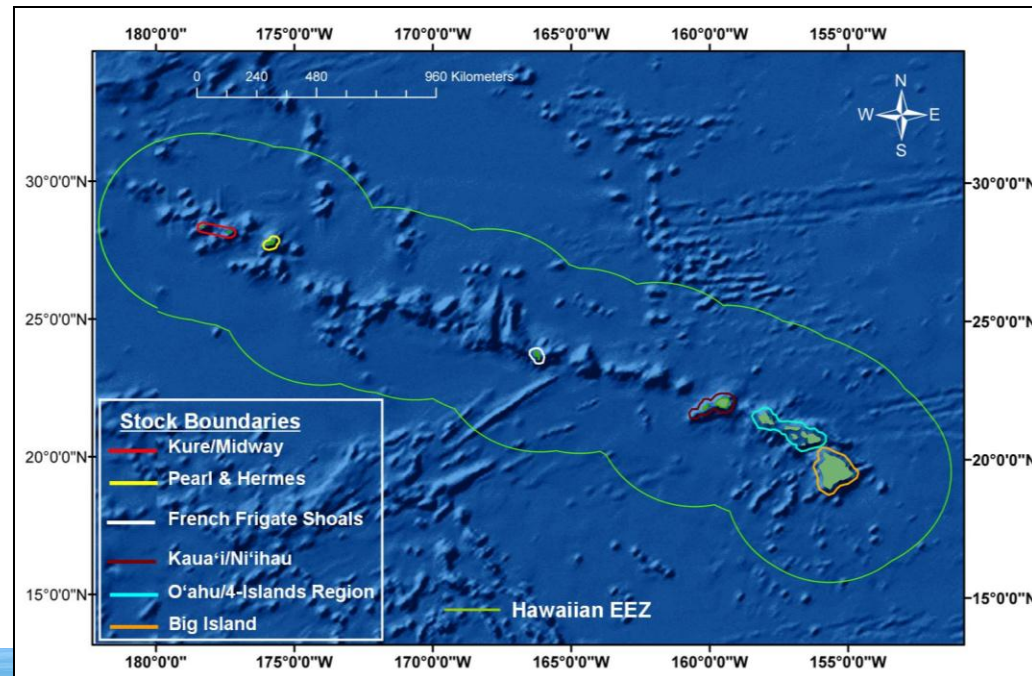 180°0'0" 175°0'0"W 170°0'0"W 165°0'0"W 160°0'0"W 155°0'0"W
0 240 480 960 Kilometers
N
W E
S
30°0'0"N 30°0'0"N
25°0'0"N 25°0'0"N
20°0'0"N 20°0'0"N
15°0'0"N 15°0'0"N
Stock Boundaries
Kure/Midway
Pearl & Hermes
French Frigate Shoals
Kauaʻi/Niʻihau
Oʻahu/4-Islands Region
Big Island
Hawaiian EEZ
180°0'0" 175°0'0"W 170°0'0"W 165°0'0"W 160°0'0"W 155°0'0"W